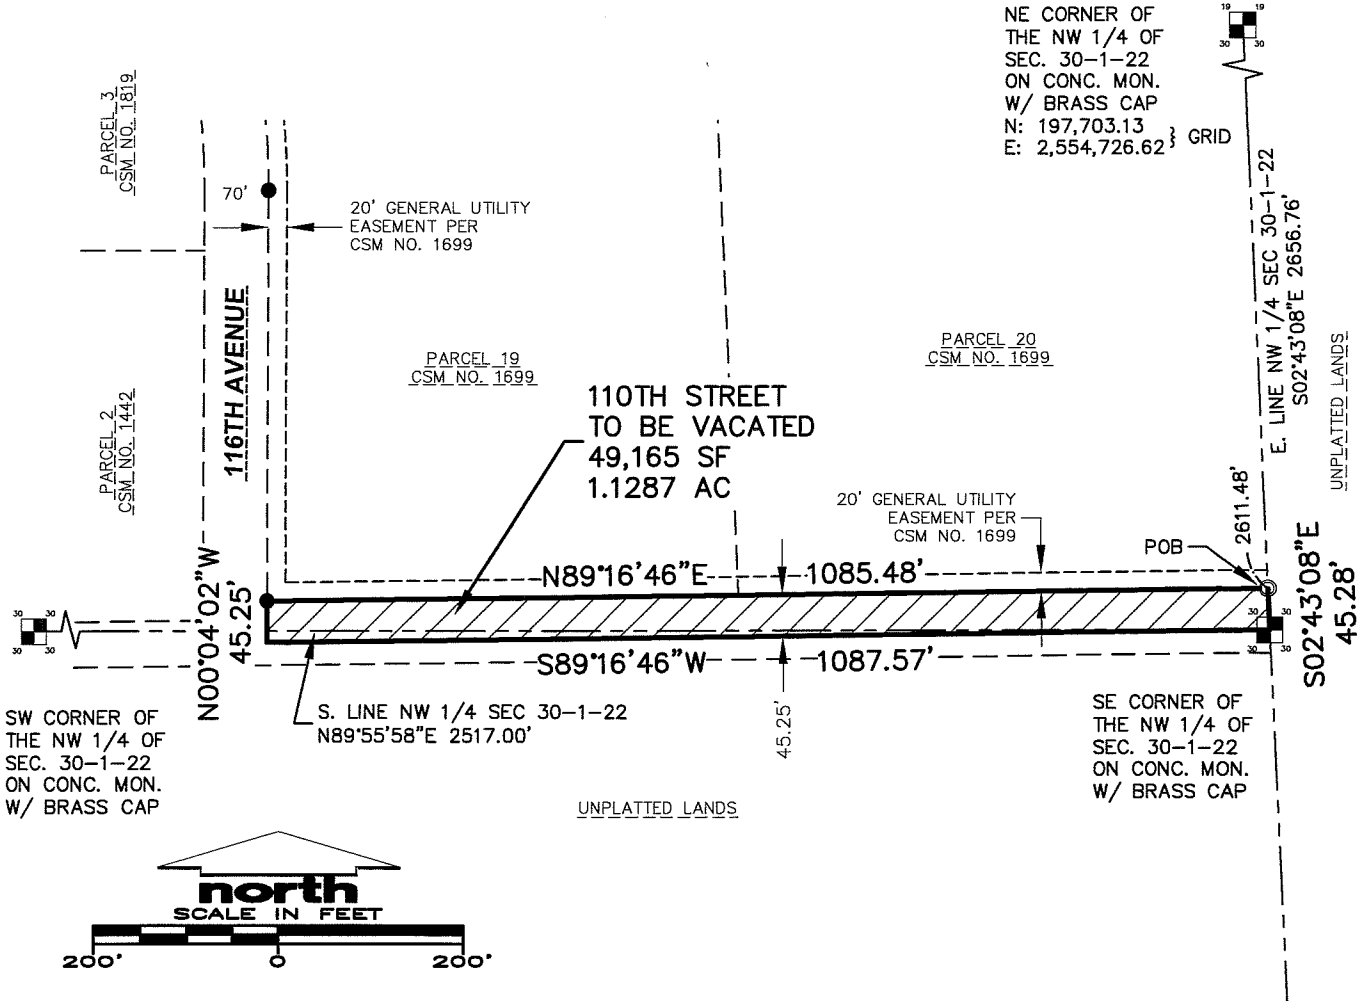 NE CORNER OF
THE NW 1/4 OF
SEC. 30-1-22
ON CONC. MON.
W/ BRASS CAP
N: 197,703.13
E: 2,554,726.62
} GRID
19 19
30 30
PARCEL 3
CSM NO. 1819
70'
20' GENERAL UTILITY
EASEMENT PER
CSM NO. 1699
116TH AVENUE
PARCEL 2
CSM NO. 1442
PARCEL 19
CSM NO. 1699
PARCEL 20
CSM NO. 1699
E. LINE NW 1/4 SEC 30-1-22
S02°43'08"E 2656.76'
UNPLATTED LANDS
110TH STREET
TO BE VACATED
49,165 SF
1.1287 AC
20' GENERAL UTILITY
EASEMENT PER
CSM NO. 1699
2611.48'
POB
N89°16'46"E 1085.48'
N00°04'02"W
45.25'
S02°43'08"E
45.28'
30 30
30 30
30 30
30 30
S89°16'46"W 1087.57'
45.25'
S. LINE NW 1/4 SEC 30-1-22
N89°55'58"E 2517.00'
SW CORNER OF
THE NW 1/4 OF
SEC. 30-1-22
ON CONC. MON.
W/ BRASS CAP
SE CORNER OF
THE NW 1/4 OF
SEC. 30-1-22
ON CONC. MON.
W/ BRASS CAP
UNPLATTED LANDS
north
SCALE IN FEET
200' 0 200'